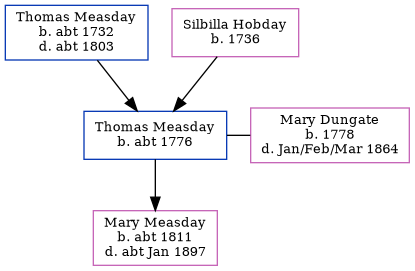 Thomas Measday
b. abt 1732
d. abt 1803
Silbilla Hobday
b. 1736
Thomas Measday
b. abt 1776
Mary Dungate
b. 1778
d. Jan/Feb/Mar 1864
Mary Measday
b. abt 1811
d. abt Jan 1897